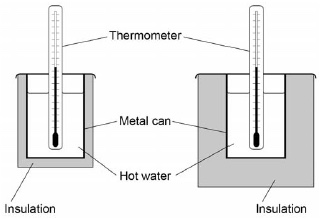 Thermometer
Metal can
Hot water
Insulation
Insulation